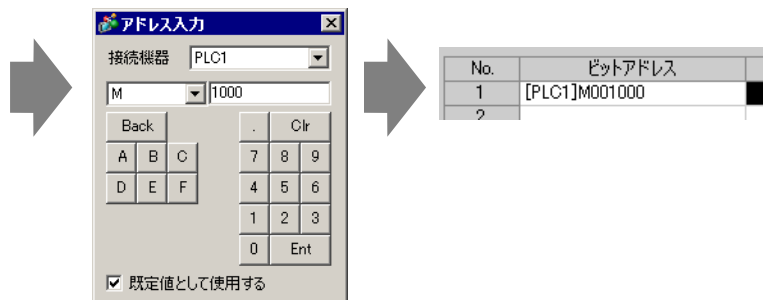 アドレス入力
接続機器 PLC1
M 1000
Back . Clr
A B C 7 8 9
D E F 4 5 6
1 2 3
0 Ent
既定値として使用する
No. ビットアドレス
1 [PLC1]M001000
2